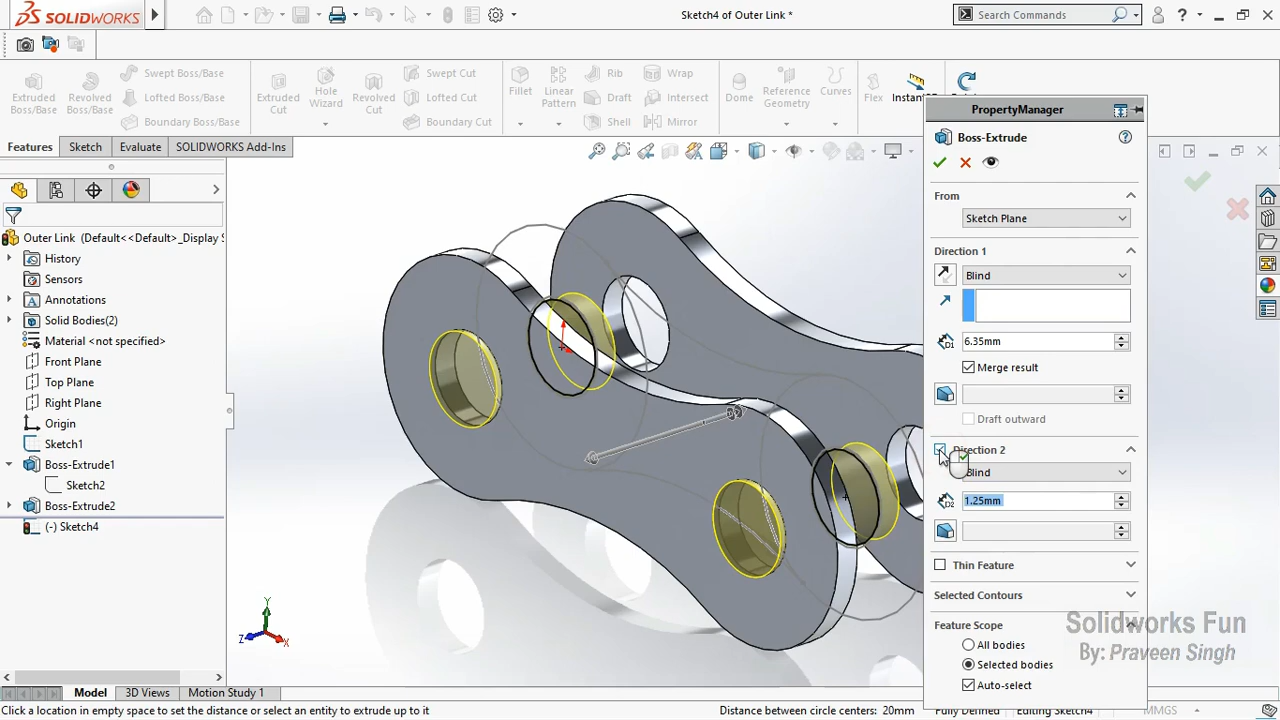 SOLIDWORKS
Sketch4 of Outer Link *
Search Commands
?
Extruded
Boss/Base
Revolved
Boss/Base
Swept Boss/Base
Lofted Boss/Base
Boundary Boss/Base
Extruded
Cut
Hole
Wizard
Revolved
Cut
Swept Cut
Lofted Cut
Boundary Cut
Fillet
Linear
Pattern
Rib
Draft
Shell
Wrap
Intersect
Mirror
Dome
Reference
Geometry
Curves
Flex
Features
Sketch
Evaluate
SOLIDWORKS Add-Ins
Outer Link (Default<<Default>_Display S
History
Sensors
Annotations
Solid Bodies(2)
Material <not specified>
Front Plane
Top Plane
Right Plane
Origin
Sketch1
Boss-Extrude1
Sketch2
Boss-Extrude2
(-) Sketch4
Y
Z
X
PropertyManager
Boss-Extrude
?
From
Sketch Plane
Direction 1
Blind
D1
6.35mm
Merge result
Draft outward
Direction 2
Blind
D2
1.25mm
Thin Feature
Selected Contours
Feature Scope
All bodies
Selected bodies
Auto-select
Solidworks Fun
By: Praveen Singh
Model
3D Views
Motion Study 1
Click a location in empty space to set the distance or select an entity to extrude up to it
Distance between circle centers: 20mm
Fully Defined
Editing Sketch4
MMGS